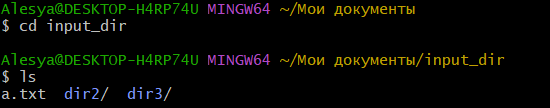 Alesya@DESKTOP-H4RP74U MINGW64 ~/Мои документы
$ cd input_dir
Alesya@DESKTOP-H4RP74U MINGW64 ~/Мои документы/input_dir
$ ls
a.txt  dir2/  dir3/